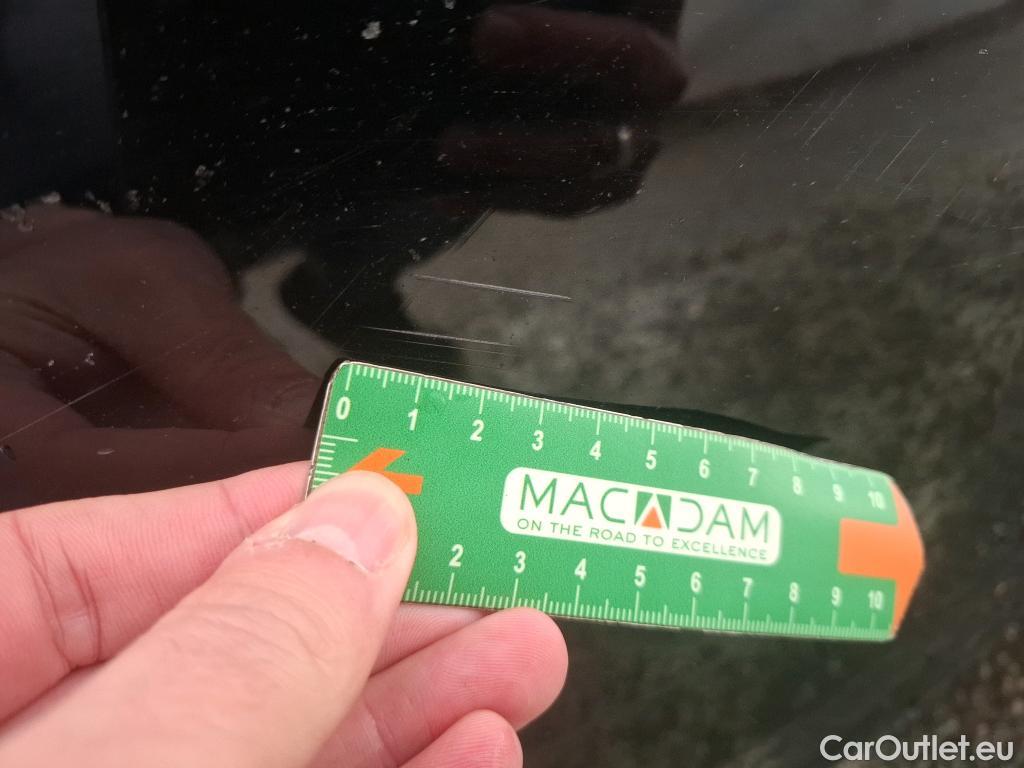 0 1 2 3 4 5 6 7 8 9 10
MACADAM
ON THE ROAD TO EXCELLENCE
2 3 4 5 6 7 8 9 10
CarOutlet.eu